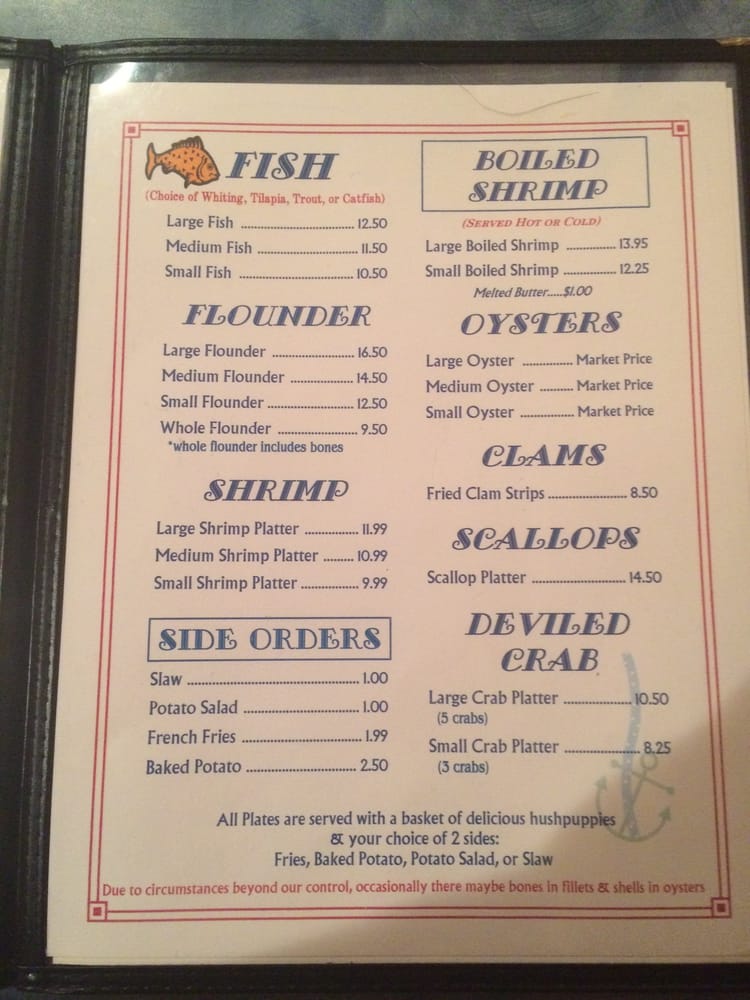 FISH
(Choice of Whiting, Tilapia, Trout, or Catfish)
Large Fish ................................ 12.50
Medium Fish ............................ 11.50
Small Fish ................................ 10.50
FLOUNDER
Large Flounder ....................... 16.50
Medium Flounder .................. 14.50
Small Flounder ......................... 12.50
Whole Flounder ....................... 9.50
*whole flounder includes bones
SHRIMP
Large Shrimp Platter ............... 11.99
Medium Shrimp Platter ......... 10.99
Small Shrimp Platter ................ 9.99
SIDE ORDERS
Slaw ................................................. 1.00
Potato Salad ................................. 1.00
French Fries ................................... 1.99
Baked Potato ................................ 2.50
BOILED
SHRIMP
(SERVED HOT OR COLD)
Large Boiled Shrimp .............. 13.95
Small Boiled Shrimp ............... 12.25
Melted Butter.....$1.00
OYSTERS
Large Oyster .............. Market Price
Medium Oyster ......... Market Price
Small Oyster ............... Market Price
CLAMS
Fried Clam Strips ....................... 8.50
SCALLOPS
Scallop Platter ........................... 14.50
DEVILED
CRAB
Large Crab Platter ................... 10.50
(5 crabs)
Small Crab Platter ..................... 8.25
(3 crabs)
All Plates are served with a basket of delicious hushpuppies
& your choice of 2 sides:
Fries, Baked Potato, Potato Salad, or Slaw
Due to circumstances beyond our control, occasionally there maybe bones in fillets & shells in oysters